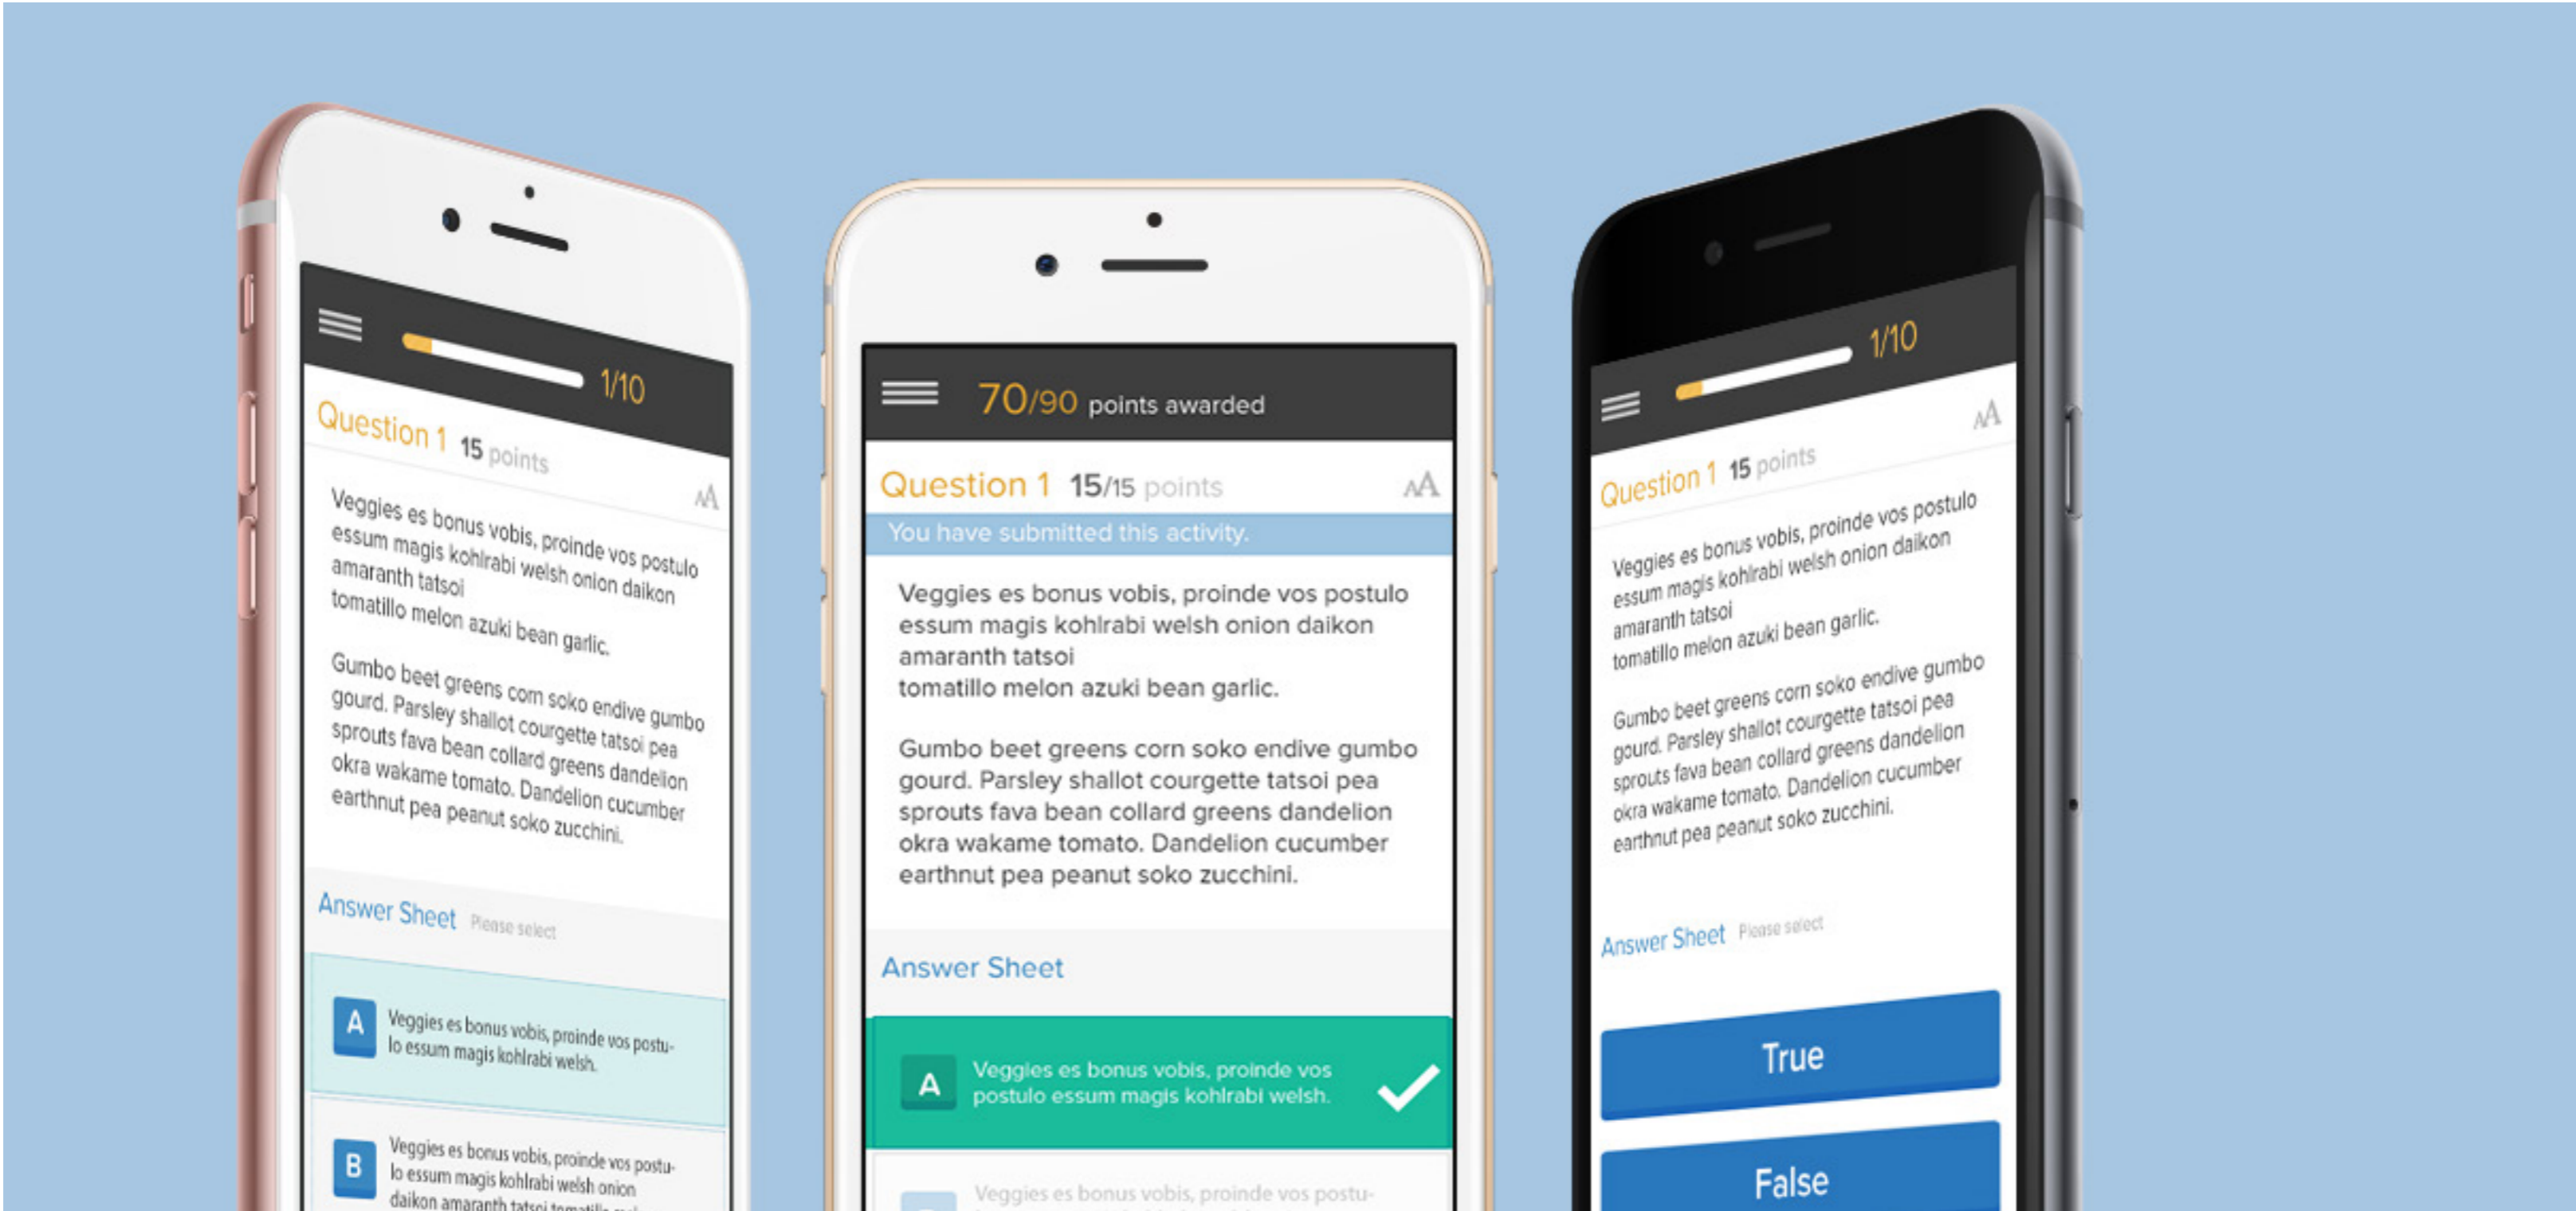 1/10
Question 1 15 points
AA
Veggies es bonus vobis, proinde vos postulo
essum magis kohlrabi welsh onion daikon
amaranth tatsoi
tomatillo melon azuki bean garlic.
Gumbo beet greens corn soko endive gumbo
gourd. Parsley shallot courgette tatsoi pea
sprouts fava bean collard greens dandelion
okra wakame tomato. Dandelion cucumber
earthnut pea peanut soko zucchini.
Answer Sheet Please select
A
Veggies es bonus vobis, proinde vos postu-
lo essum magis kohlrabi welsh.
B
Veggies es bonus vobis, proinde vos postu-
lo essum magis kohlrabi welsh onion
daikon amaranth tatsoi
70/90 points awarded
Question 1 15/15 points
AA
You have submitted this activity.
Veggies es bonus vobis, proinde vos postulo
essum magis kohlrabi welsh onion daikon
amaranth tatsoi
tomatillo melon azuki bean garlic.
Gumbo beet greens corn soko endive gumbo
gourd. Parsley shallot courgette tatsoi pea
sprouts fava bean collard greens dandelion
okra wakame tomato. Dandelion cucumber
earthnut pea peanut soko zucchini.
Answer Sheet
A
Veggies es bonus vobis, proinde vos
postulo essum magis kohlrabi welsh.
Veggies es bonus vobis, proinde vos postu-
1/10
Question 1 15 points
AA
Veggies es bonus vobis, proinde vos postulo
essum magis kohlrabi welsh onion daikon
amaranth tatsoi
tomatillo melon azuki bean garlic.
Gumbo beet greens corn soko endive gumbo
gourd. Parsley shallot courgette tatsoi pea
sprouts fava bean collard greens dandelion
okra wakame tomato. Dandelion cucumber
earthnut pea peanut soko zucchini.
Answer Sheet Please select
True
False